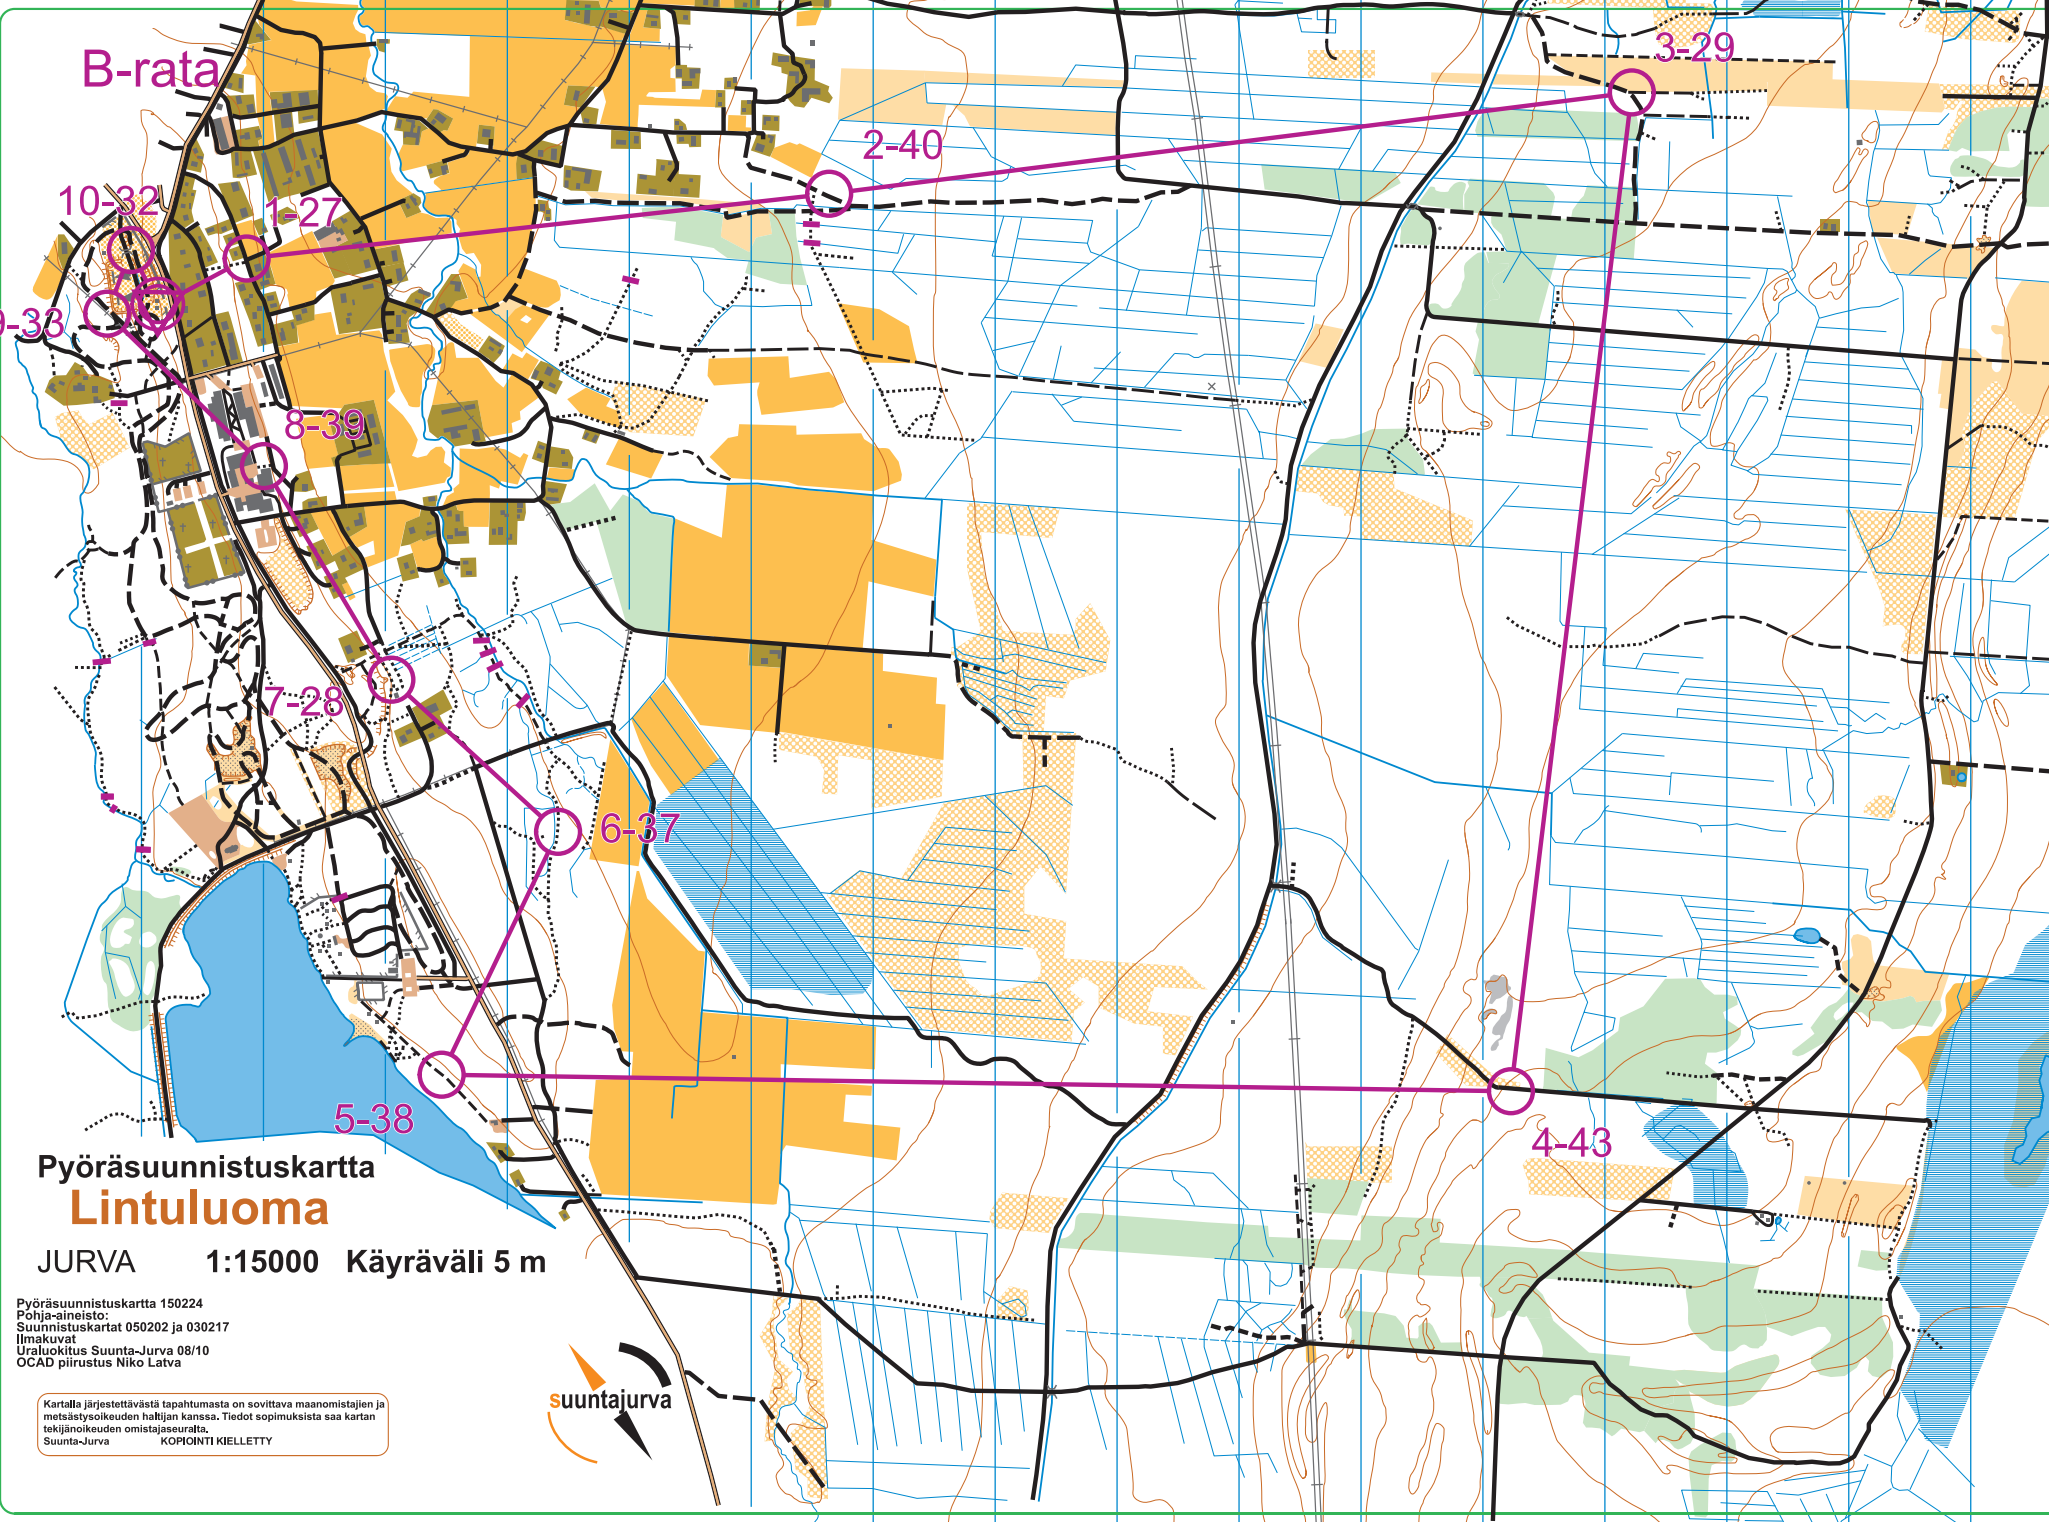 B-rata
3-29
2-40
10-32
1-27
9-33
8-39
7-28
6-37
5-38
4-43
Pyöräsuunnistuskartta
Lintuluoma
JURVA 1:15000 Käyräväli 5 m
Pyöräsuunnistuskartta 150224
Pohja-aineisto:
Suunnistuskartat 050202 ja 030217
Ilmakuvat
Uraluokitus Suunta-Jurva 08/10
OCAD piirustus Niko Latva
Kartalla järjestettävästä tapahtumasta on sovittava maanomistajien ja
metsästysoikeuden haltijan kanssa. Tiedot sopimuksista saa kartan
tekijänoikeuden omistajaseuralta.
Suunta-Jurva KOPIOINTI KIELLETTY
suuntajurva